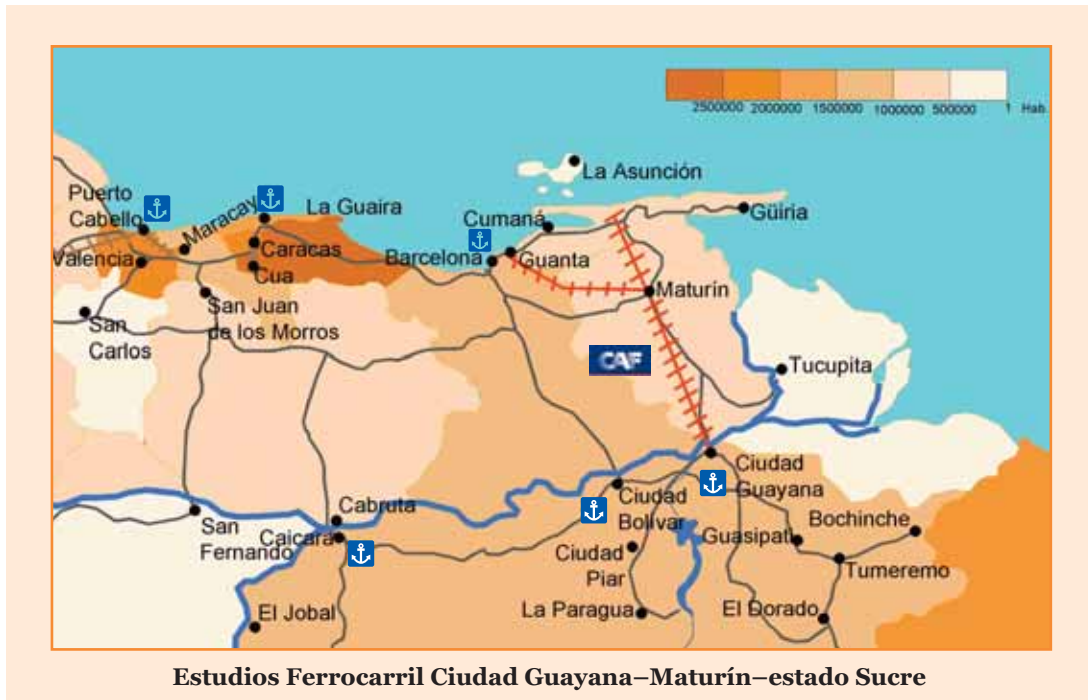 2500000 2000000 1500000 1000000 500000 1 Hab.
La Asunción
Puerto
Cabello
Maracay
La Guaira
Cumaná
Güiria
Valencia
Caracas
Barcelona
Guanta
Cua
Maturín
San Juan
de los Morros
San
Carlos
CAF
Tucupita
Ciudad
Guayana
Cabruta
Ciudad
Bolívar
San
Fernando
Caicara
Bochinche
Guasipati
Ciudad
Piar
Tumeremo
El Jobal
La Paragua
El Dorado
Estudios Ferrocarril Ciudad Guayana–Maturín–estado Sucre